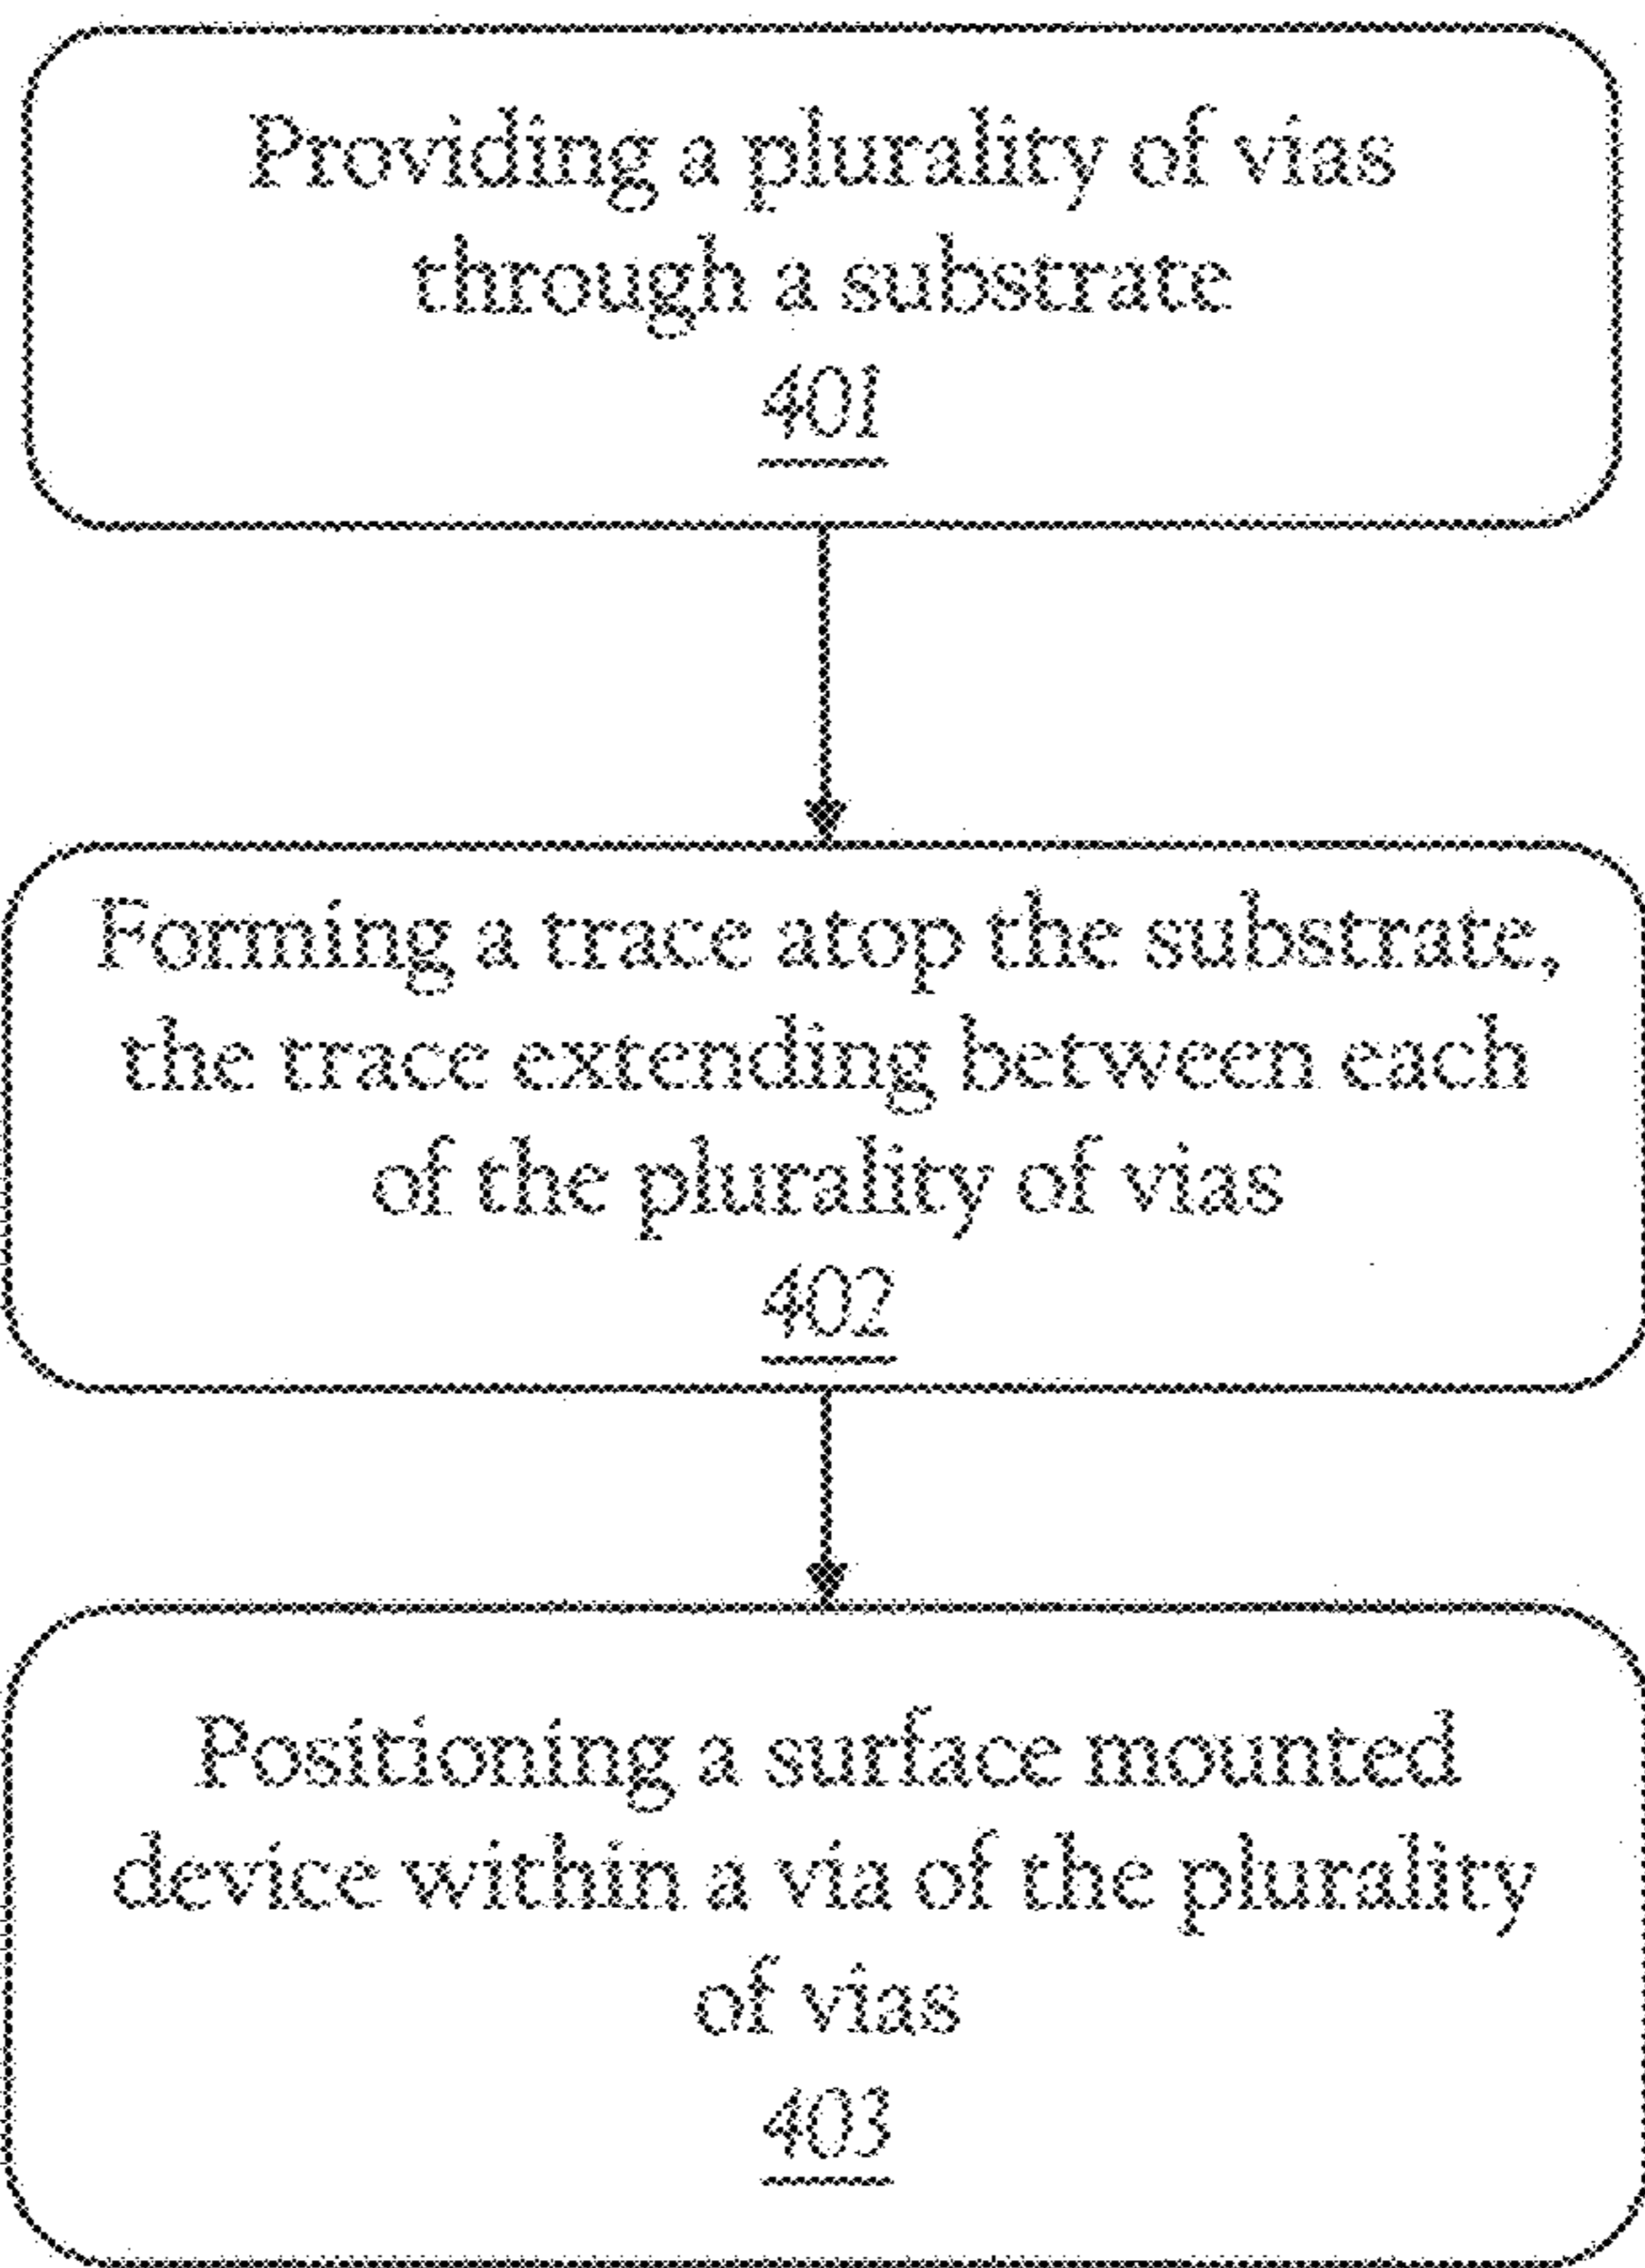 Providing a plurality of vias
through a substrate
401
Forming a trace atop the substrate,
the trace extending between each
of the plurality of vias
402
Positioning a surface mounted
device within a via of the plurality
of vias
403